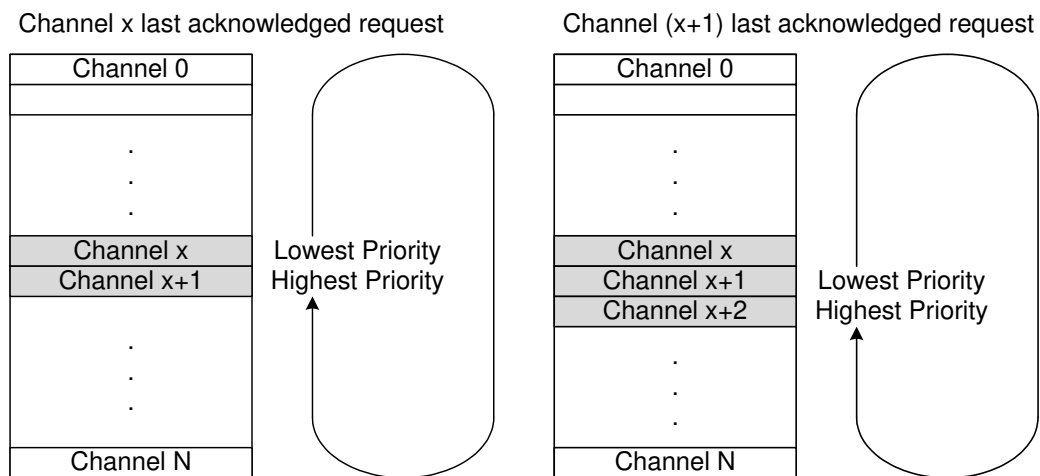 Channel x last acknowledged request
Channel 0
.
.
.
Channel x
Channel x+1
Lowest Priority
Highest Priority
.
.
.
Channel N
Channel (x+1) last acknowledged request
Channel 0
.
.
.
Channel x
Channel x+1
Channel x+2
Lowest Priority
Highest Priority
.
.
.
Channel N